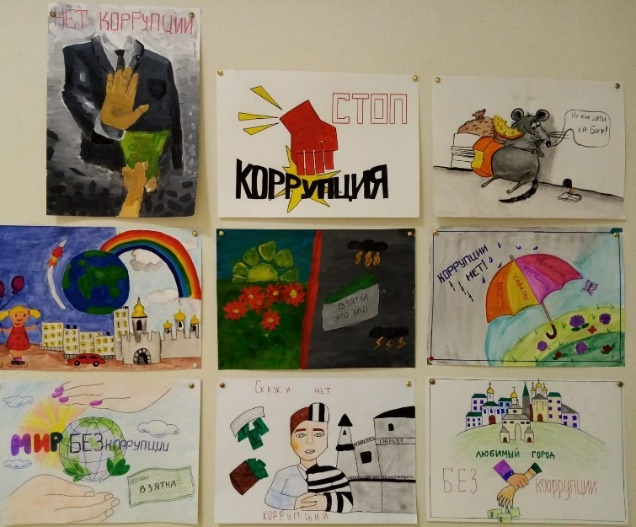 НЕТ КОРРУПЦИИ
СТОП
КОРРУПЦИЯ
ВЗЯТКА
ЭТО ЗЛО
КОРРУПЦИИ
НЕТ!
МИР БЕЗ КОРРУПЦИИ
ВЗЯТКА
Скажи нет
КОРРУПЦИИ
ЛЮБИМЫЙ ГОРОД
БЕЗ КОРРУПЦИИ